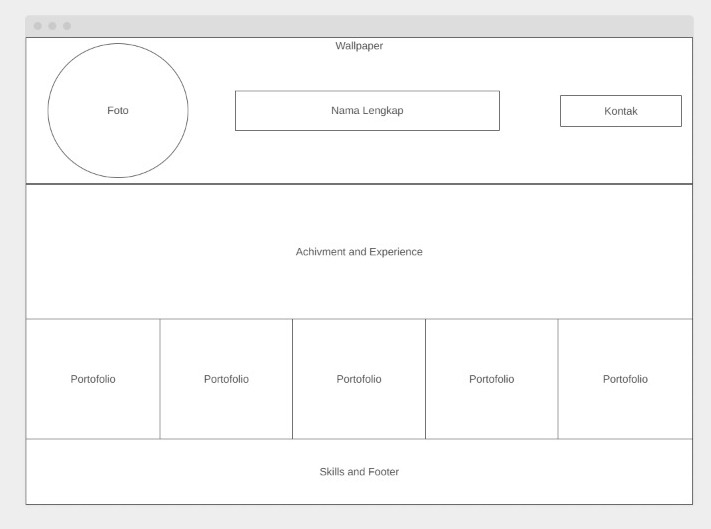 Wallpaper
Foto
Nama Lengkap
Kontak
Achivment and Experience
Portofolio
Portofolio
Portofolio
Portofolio
Portofolio
Skills and Footer